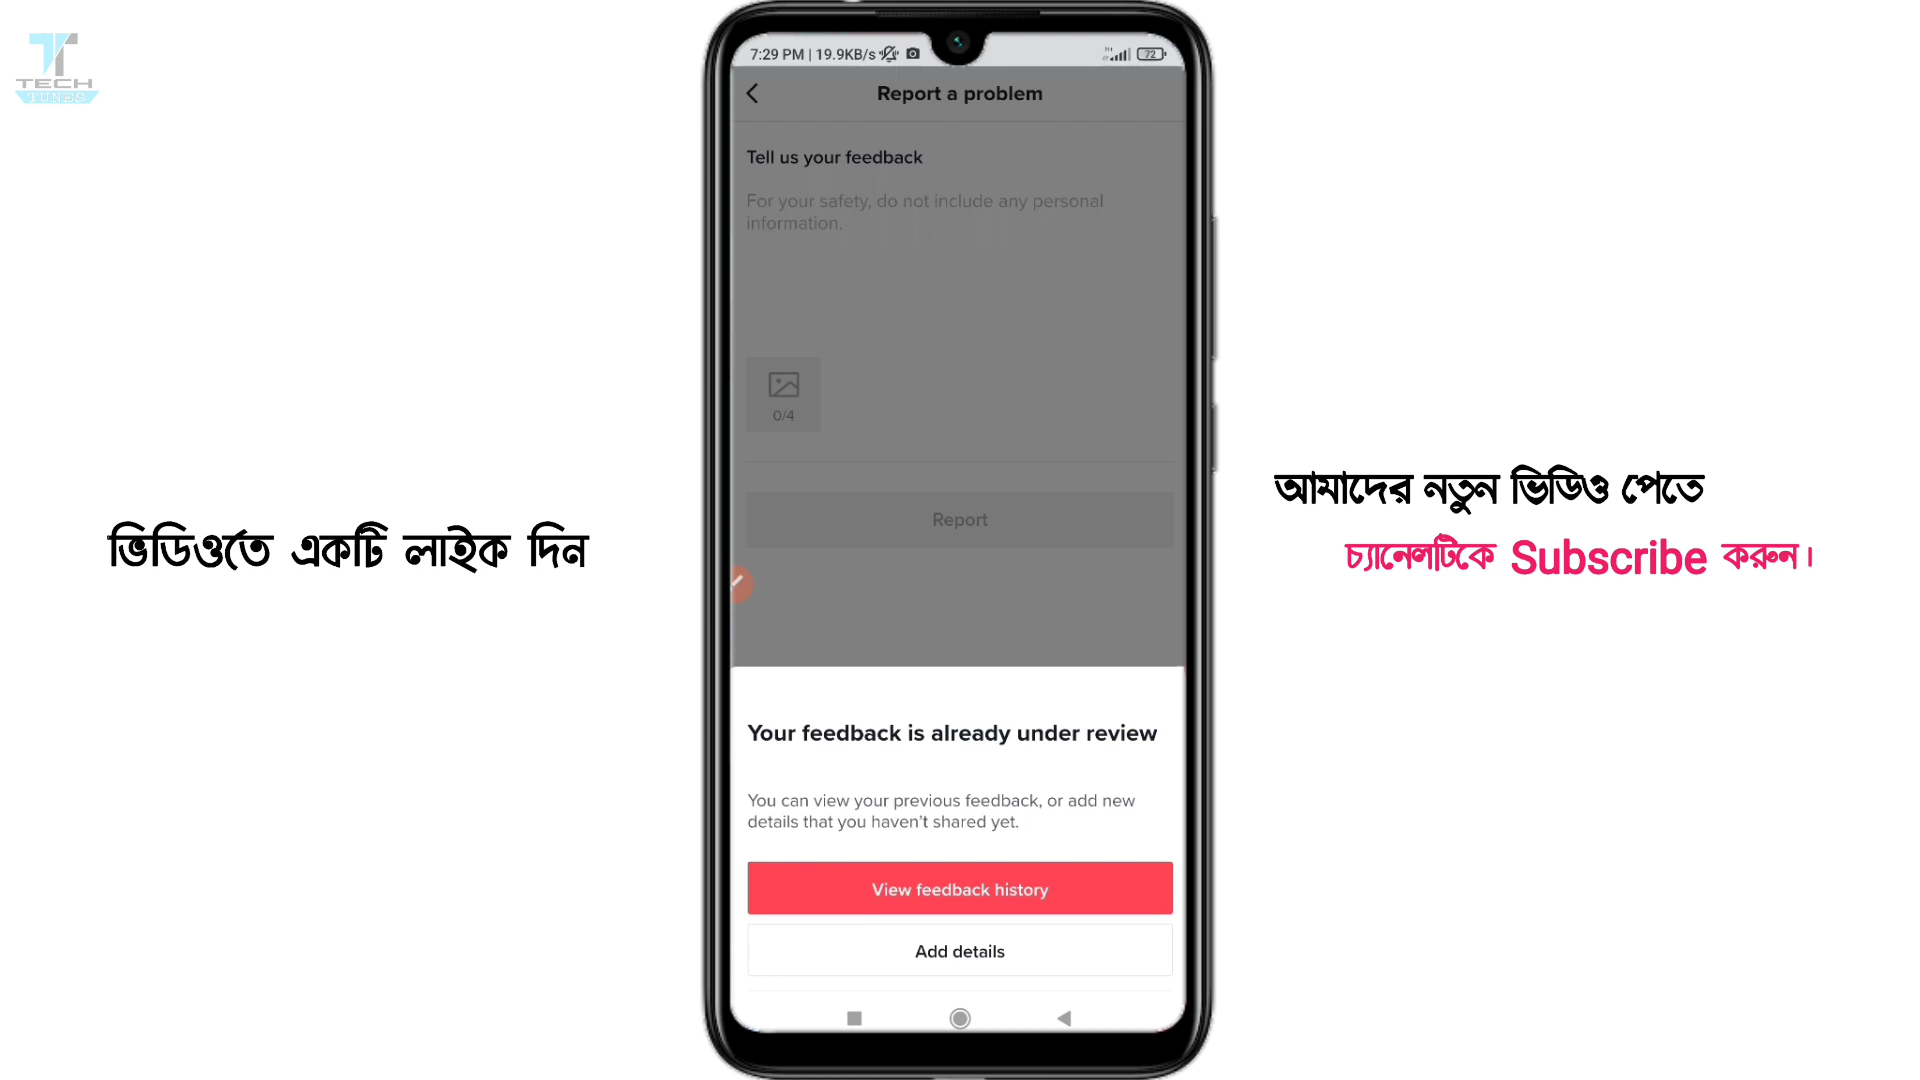 TECH
TUNES
7:29 PM | 19.9KB/s
72
Report a problem
Tell us your feedback
For your safety, do not include any personal
information.
0/4
Report
ভিডিওতে একটি লাইক দিন
আমাদের নতুন ভিডিও পেতে
চ্যানেলটিকে Subscribe করুন।
Your feedback is already under review
You can view your previous feedback, or add new
details that you haven't shared yet.
View feedback history
Add details